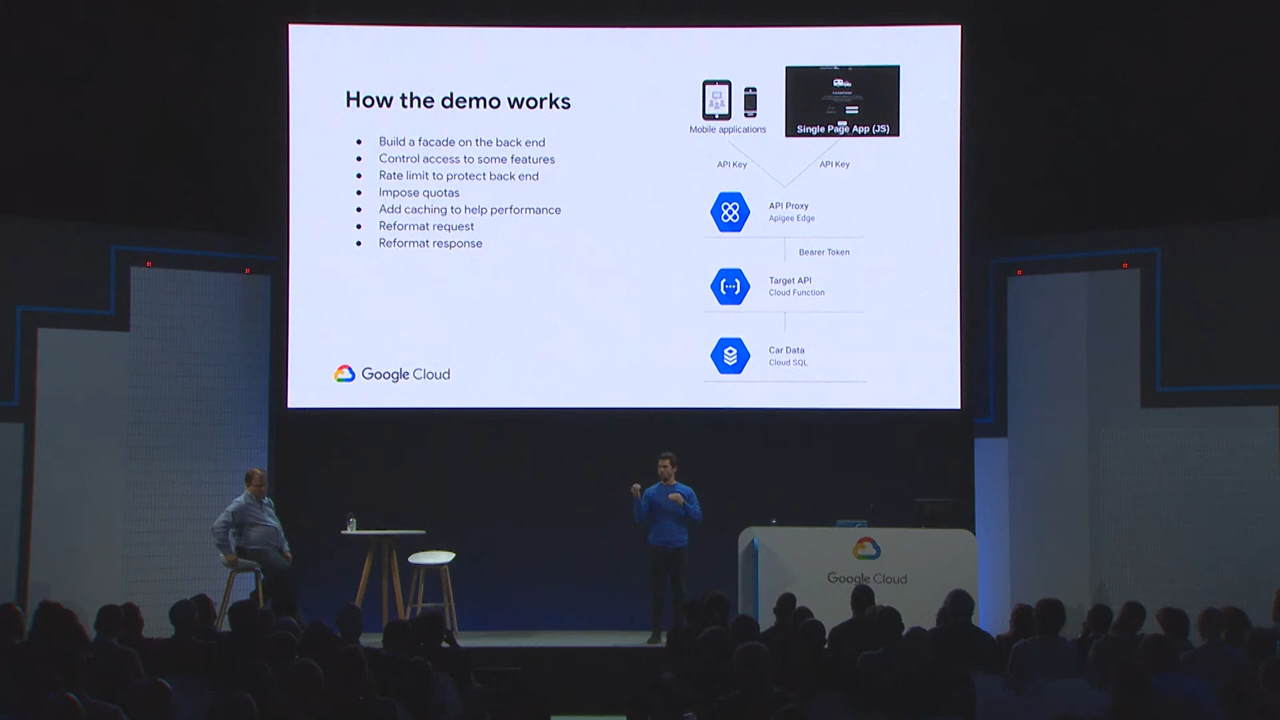 How the demo works
Build a facade on the back end
Control access to some features
Rate limit to protect back end
Impose quotas
Add caching to help performance
Reformat request
Reformat response
Google Cloud
Mobile applications
Single Page App (JS)
API Key
API Key
API Proxy
Apigee Edge
Bearer Token
Target API
Cloud Function
Car Data
Cloud SQL
Google Cloud